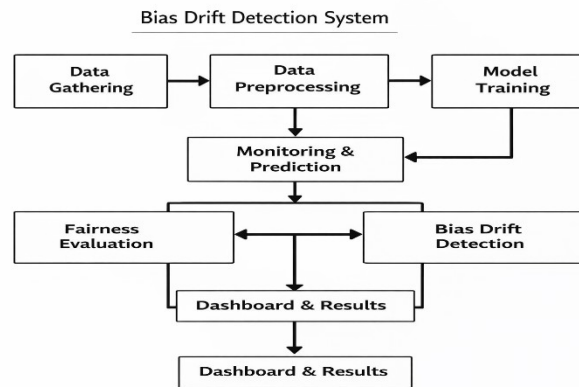 Bias Drift Detection System
Data
Gathering
Data
Preprocessing
Model
Training
Monitoring &
Prediction
Fairness
Evaluation
Bias Drift
Detection
Dashboard & Results
Dashboard & Results